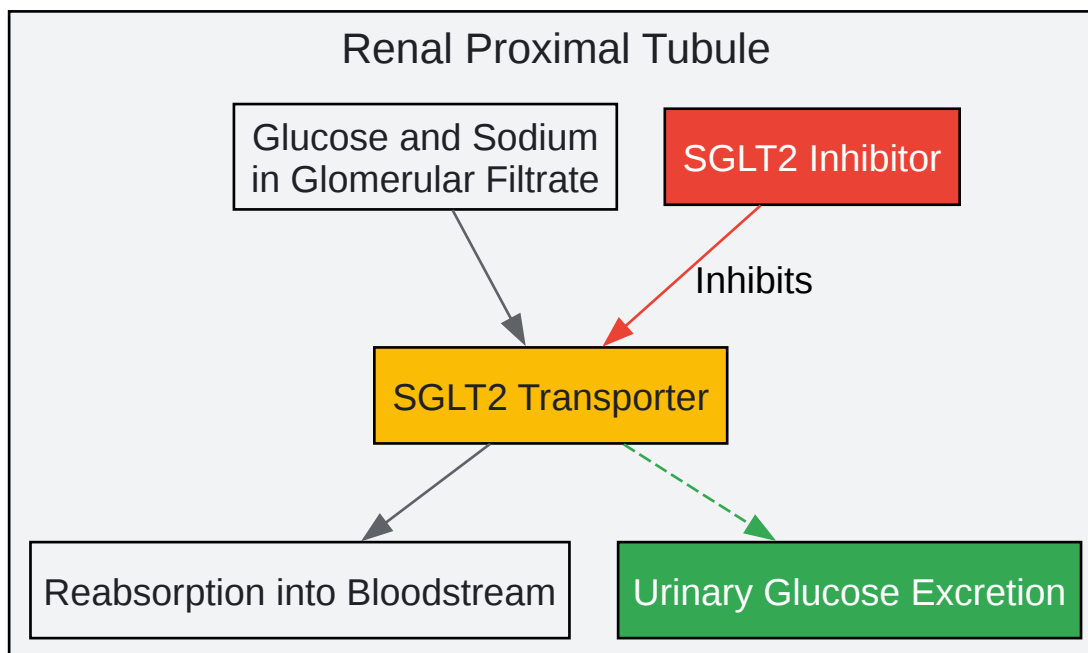 Renal Proximal Tubule
Glucose and Sodium
in Glomerular Filtrate
SGLT2 Inhibitor
Inhibits
SGLT2 Transporter
Reabsorption into Bloodstream
Urinary Glucose Excretion